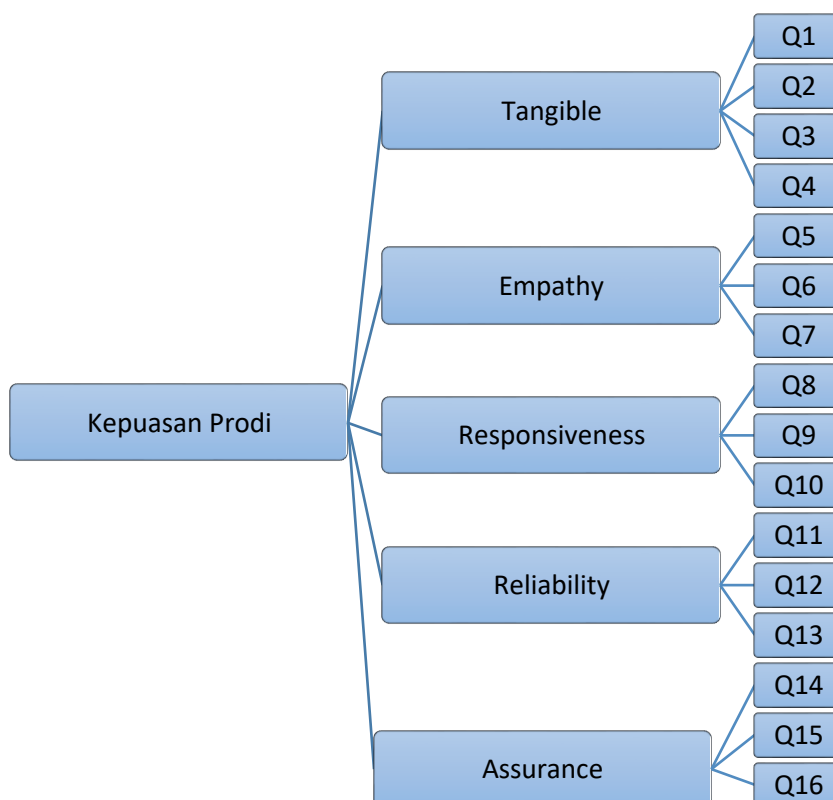 Kepuasan Prodi
Tangible
Q1
Q2
Q3
Q4
Empathy
Q5
Q6
Q7
Responsiveness
Q8
Q9
Q10
Reliability
Q11
Q12
Q13
Assurance
Q14
Q15
Q16